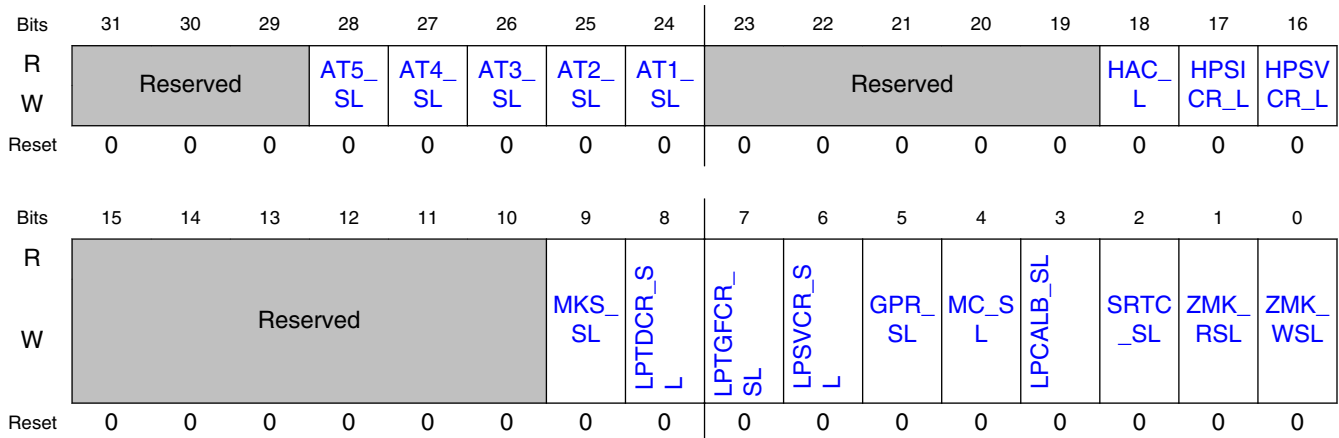 Bits 31 30 29 28 27 26 25 24 23 22 21 20 19 18 17 16
R Reserved AT5_ AT4_ AT3_ AT2_ AT1_ Reserved HAC_ HPSI HPSV
W SL SL SL SL SL L CR_L CR_L
Reset 0 0 0 0 0 0 0 0 0 0 0 0 0 0 0 0
Bits 15 14 13 12 11 10 9 8 7 6 5 4 3 2 1 0
R
W
Reserved
MKS_
SL
LPTDCR_S
L
LPTGFCR_
SL
LPSVCR_S
L
GPR_
SL
MC_S
L
LPCALB_SL
SRTC
_SL
ZMK_
RSL
ZMK_
WSL
Reset 0 0 0 0 0 0 0 0 0 0 0 0 0 0 0 0